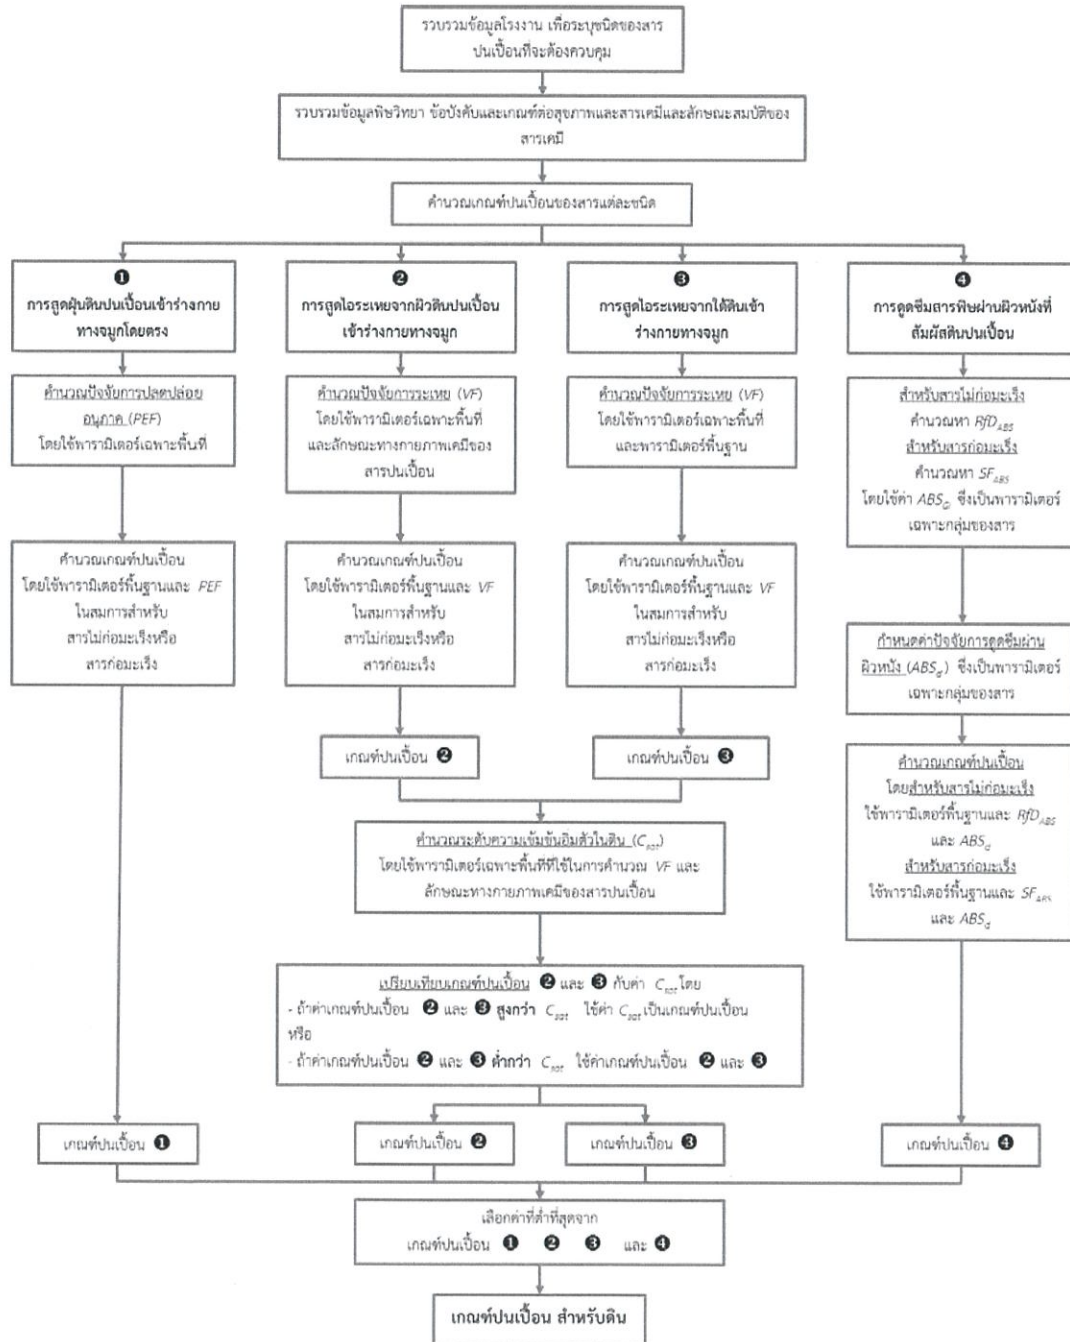 รวบรวมข้อมูลโรงงาน เพื่อระบุชนิดของสาร
ปนเปื้อนที่จะต้องควบคุม
รวบรวมข้อมูลพิษวิทยา ข้อบังคับและเกณฑ์ต่อสุขภาพและสารเคมีและลักษณะสมบัติของ
สารเคมี
คำนวณเกณฑ์ปนเปื้อนของสารแต่ละชนิด
❶
การสูดฝุ่นดินปนเปื้อนเข้าร่างกาย
ทางจมูกโดยตรง
คำนวณปัจจัยการปลดปล่อย
อนุภาค (PEF)
โดยใช้พารามิเตอร์เฉพาะพื้นที่
คำนวณเกณฑ์ปนเปื้อน
โดยใช้พารามิเตอร์พื้นฐานและ PEF
ในสมการสำหรับ
สารไม่ก่อมะเร็งหรือ
สารก่อมะเร็ง
❷
การสูดไอระเหยจากผิวดินปนเปื้อน
เข้าร่างกายทางจมูก
คำนวณปัจจัยการระเหย (VF)
โดยใช้พารามิเตอร์เฉพาะพื้นที่
และลักษณะทางกายภาพเคมีของ
สารปนเปื้อน
คำนวณเกณฑ์ปนเปื้อน
โดยใช้พารามิเตอร์พื้นฐานและ VF
ในสมการสำหรับ
สารไม่ก่อมะเร็งหรือ
สารก่อมะเร็ง
เกณฑ์ปนเปื้อน ❷
❸
การสูดไอระเหยจากใต้ดินเข้า
ร่างกายทางจมูก
คำนวณปัจจัยการระเหย (VF)
โดยใช้พารามิเตอร์เฉพาะพื้นที่
และพารามิเตอร์พื้นฐาน
คำนวณเกณฑ์ปนเปื้อน
โดยใช้พารามิเตอร์พื้นฐานและ VF
ในสมการสำหรับ
สารไม่ก่อมะเร็งหรือ
สารก่อมะเร็ง
เกณฑ์ปนเปื้อน ❸
❹
การดูดซึมสารพิษผ่านผิวหนังที่
สัมผัสดินปนเปื้อน
สำหรับสารไม่ก่อมะเร็ง
คำนวณหา RfD_ABS
สำหรับสารก่อมะเร็ง
คำนวณหา SF_ABS
โดยใช้ค่า ABS_GI ซึ่งเป็นพารามิเตอร์
เฉพาะกลุ่มของสาร
กำหนดค่าปัจจัยการดูดซึมผ่าน
ผิวหนัง (ABS_d) ซึ่งเป็นพารามิเตอร์
เฉพาะกลุ่มของสาร
คำนวณเกณฑ์ปนเปื้อน
โดยสำหรับสารไม่ก่อมะเร็ง
ใช้พารามิเตอร์พื้นฐานและ RfD_ABS
และ ABS_d
สำหรับสารก่อมะเร็ง
ใช้พารามิเตอร์พื้นฐานและ SF_ABS
และ ABS_d
คำนวณระดับความเข้มข้นอิ่มตัวในดิน (C_sat)
โดยใช้พารามิเตอร์เฉพาะพื้นที่ที่ใช้ในการคำนวณ VF และ
ลักษณะทางกายภาพเคมีของสารปนเปื้อน
เปรียบเทียบเกณฑ์ปนเปื้อน ❷ และ ❸ กับค่า C_sat โดย
- ถ้าค่าเกณฑ์ปนเปื้อน ❷ และ ❸ สูงกว่า C_sat ใช้ค่า C_sat เป็นเกณฑ์ปนเปื้อน
หรือ
- ถ้าค่าเกณฑ์ปนเปื้อน ❷ และ ❸ ต่ำกว่า C_sat ใช้ค่าเกณฑ์ปนเปื้อน ❷ และ ❸
เกณฑ์ปนเปื้อน ❶
เกณฑ์ปนเปื้อน ❷
เกณฑ์ปนเปื้อน ❸
เกณฑ์ปนเปื้อน ❹
เลือกค่าที่ต่ำที่สุดจาก
เกณฑ์ปนเปื้อน ❶ ❷ ❸ และ ❹
เกณฑ์ปนเปื้อน สำหรับดิน